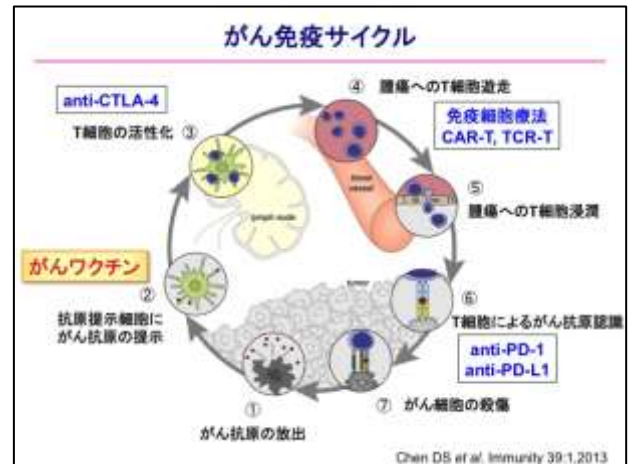 がん免疫サイクル
anti-CTLA-4
T細胞の活性化 ③
④ 腫瘍へのT細胞遊走
免疫細胞療法
CAR-T, TCR-T
blood
vessel
lymph node
⑤
腫瘍へのT細胞浸潤
がんワクチン
②
抗原提示細胞に
がん抗原の提示
tumor
⑥
T細胞によるがん抗原認識
anti-PD-1
anti-PD-L1
①
がん抗原の放出
⑦ がん細胞の殺傷
Chen DS et al. Immunity 39:1,2013